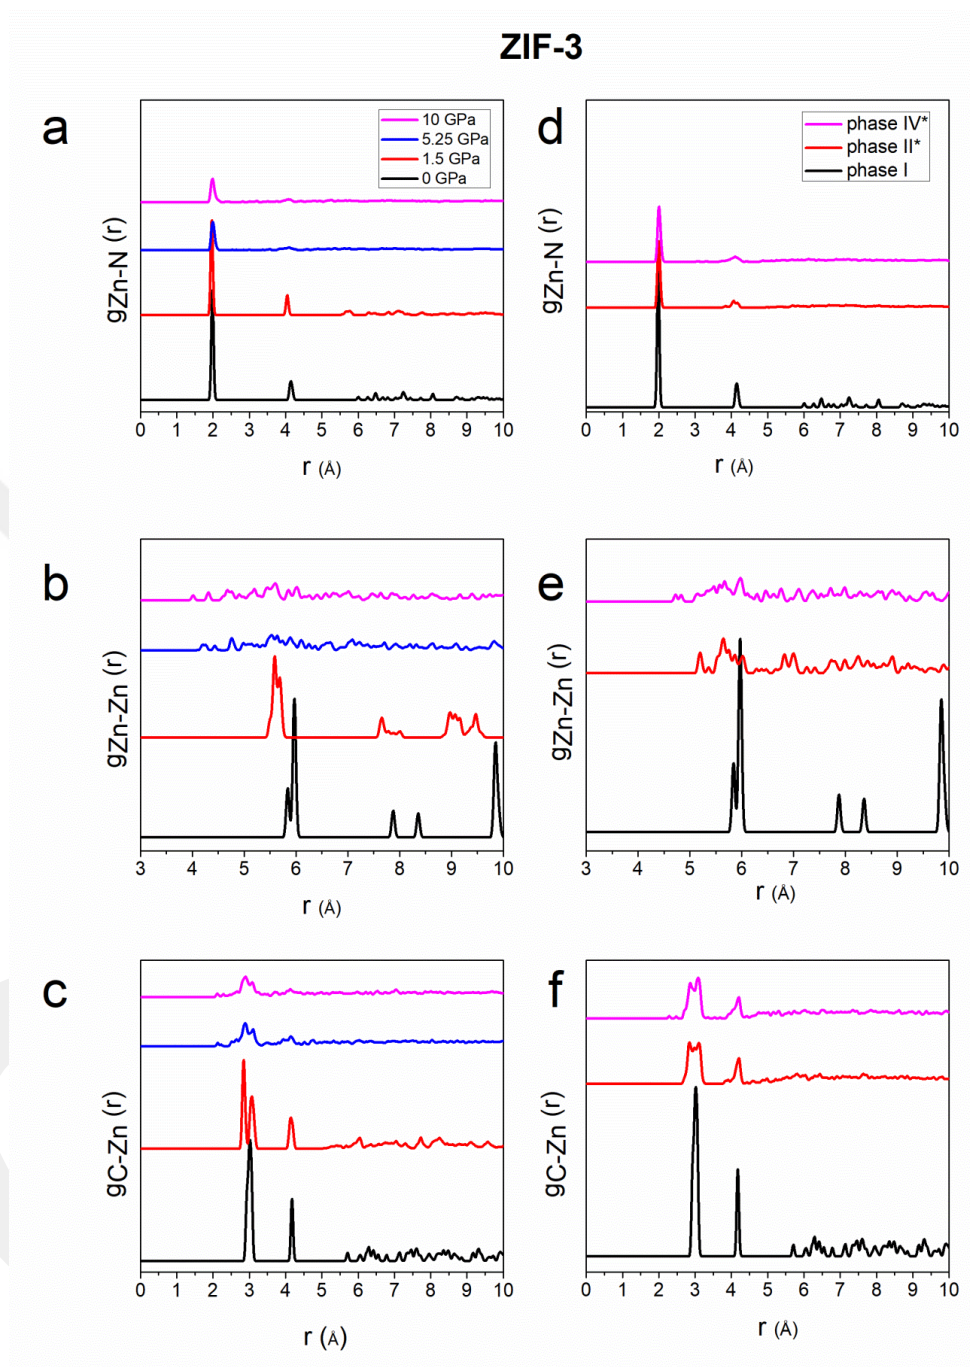 ZIF-3
a
10 GPa
5.25 GPa
1.5 GPa
0 GPa
gZn-N (r)
0 1 2 3 4 5 6 7 8 9 10
r (Å)
d
phase IV*
phase II*
phase I
gZn-N (r)
0 1 2 3 4 5 6 7 8 9 10
r (Å)
b
gZn-Zn (r)
3 4 5 6 7 8 9 10
r (Å)
e
gZn-Zn (r)
3 4 5 6 7 8 9 10
r (Å)
c
gC-Zn (r)
0 1 2 3 4 5 6 7 8 9 10
r (Å)
f
gC-Zn (r)
0 1 2 3 4 5 6 7 8 9 10
r (Å)